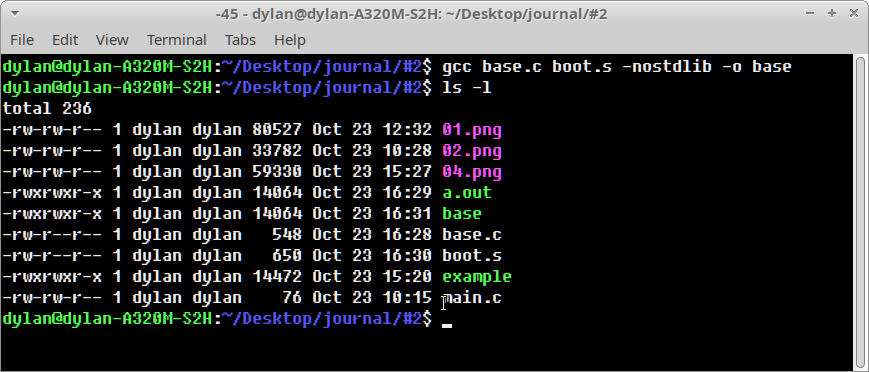 -45 - dylan@dylan-A320M-S2H: ~/Desktop/journal/#2
File Edit View Terminal Tabs Help
dylan@dylan-A320M-S2H:~/Desktop/journal/#2$ gcc base.c boot.s -nostdlib -o base
dylan@dylan-A320M-S2H:~/Desktop/journal/#2$ ls -l
total 236
-rw-rw-r-- 1 dylan dylan 80527 Oct 23 12:32 01.png
-rw-rw-r-- 1 dylan dylan 33782 Oct 23 10:28 02.png
-rw-rw-r-- 1 dylan dylan 59330 Oct 23 15:27 04.png
-rwxrwxr-x 1 dylan dylan 14064 Oct 23 16:29 a.out
-rwxrwxr-x 1 dylan dylan 14064 Oct 23 16:31 base
-rw-r--r-- 1 dylan dylan   548 Oct 23 16:28 base.c
-rw-r--r-- 1 dylan dylan   650 Oct 23 16:30 boot.s
-rwxrwxr-x 1 dylan dylan 14472 Oct 23 15:20 example
-rw-rw-r-- 1 dylan dylan    76 Oct 23 10:15 main.c
dylan@dylan-A320M-S2H:~/Desktop/journal/#2$ _